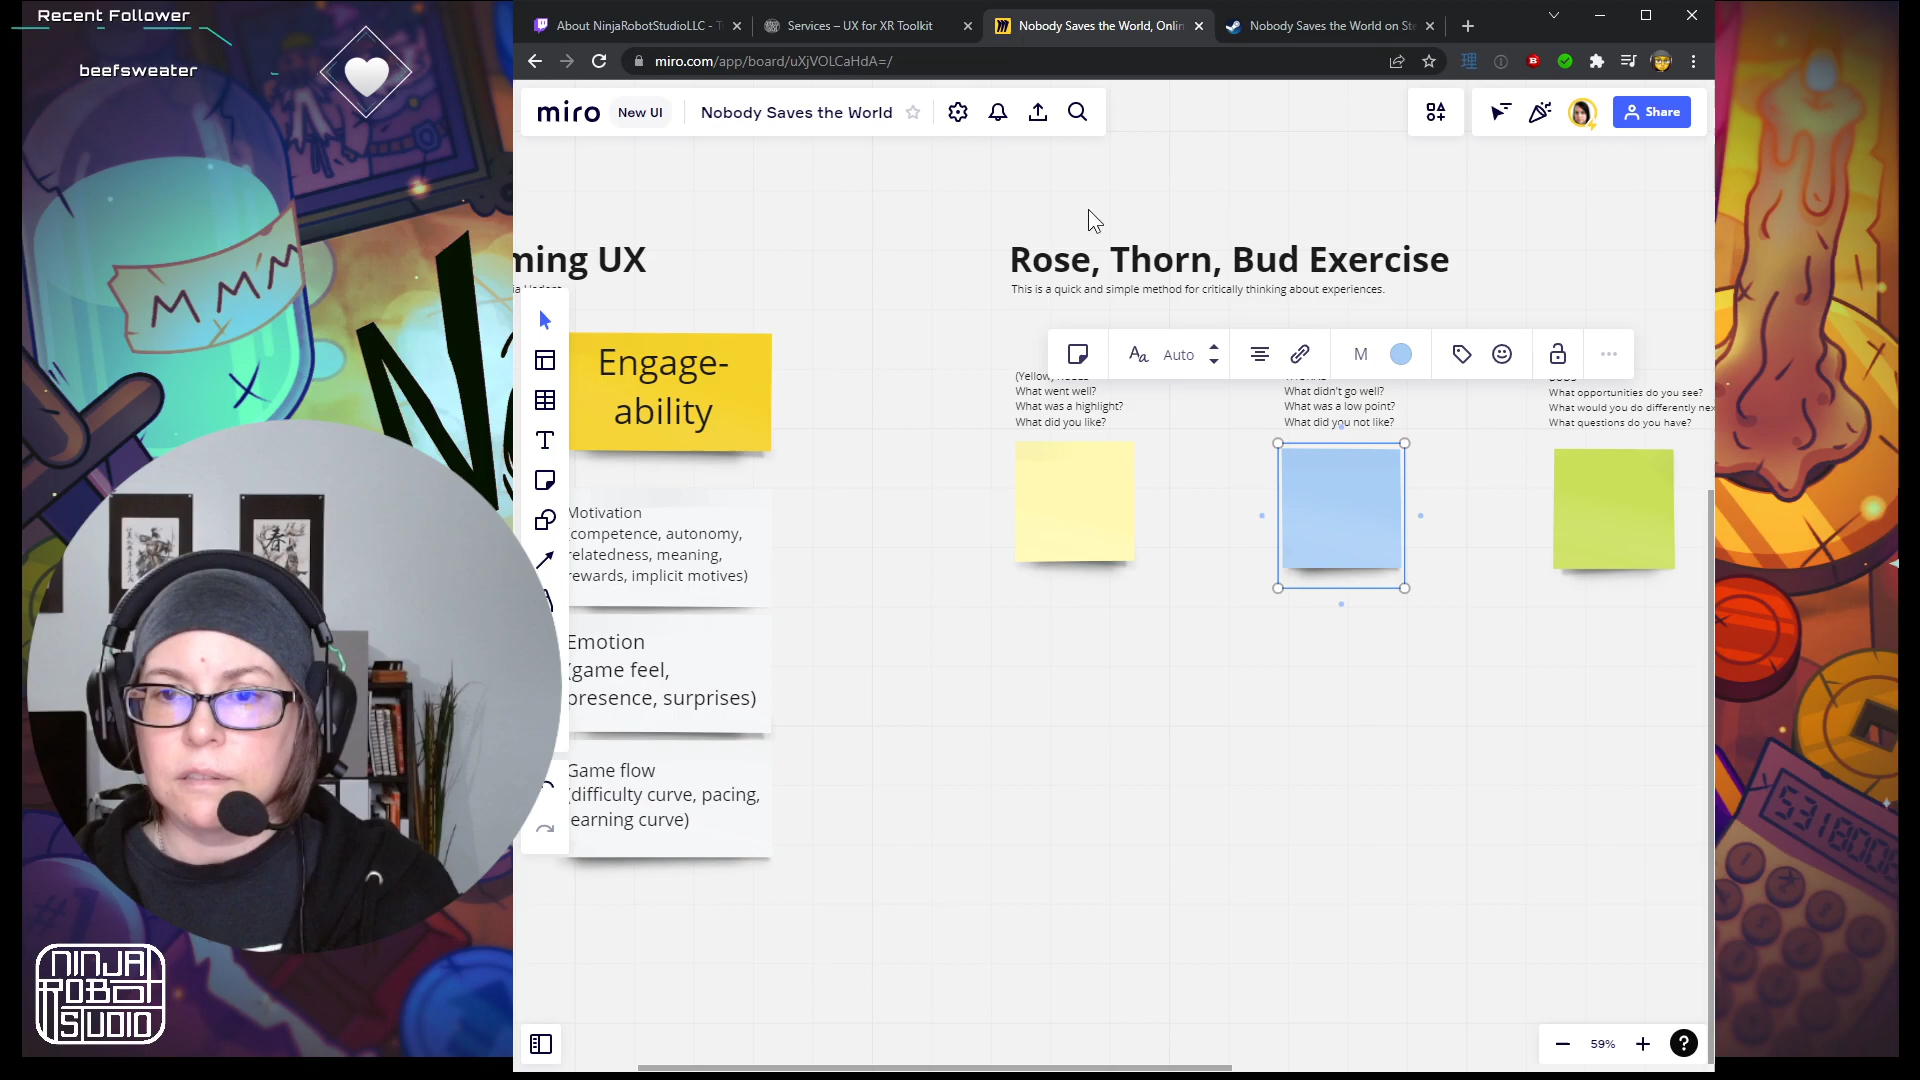 Recent Follower
beefsweater
About NinjaRobotStudioLLC - T
Services – UX for XR Toolkit
Nobody Saves the World, Onlin
Nobody Saves the World on St
miro.com/app/board/uXjVOLCaHdA=/
miro
New UI
Nobody Saves the World
Share
ming UX
Rose, Thorn, Bud Exercise
This is a quick and simple method for critically thinking about experiences.
Auto
M
Engage-
ability
(Yellow)
What went well?
What was a highlight?
What did you like?
What didn't go well?
What was a low point?
What did you not like?
What opportunities do you see?
What would you do differently nex
What questions do you have?
Motivation
competence, autonomy,
relatedness, meaning,
rewards, implicit motives)
Emotion
(game feel,
presence, surprises)
Game flow
(difficulty curve, pacing,
earning curve)
MMM
春
NINJA
ROBOT
STUDIO
59%
?
5318008